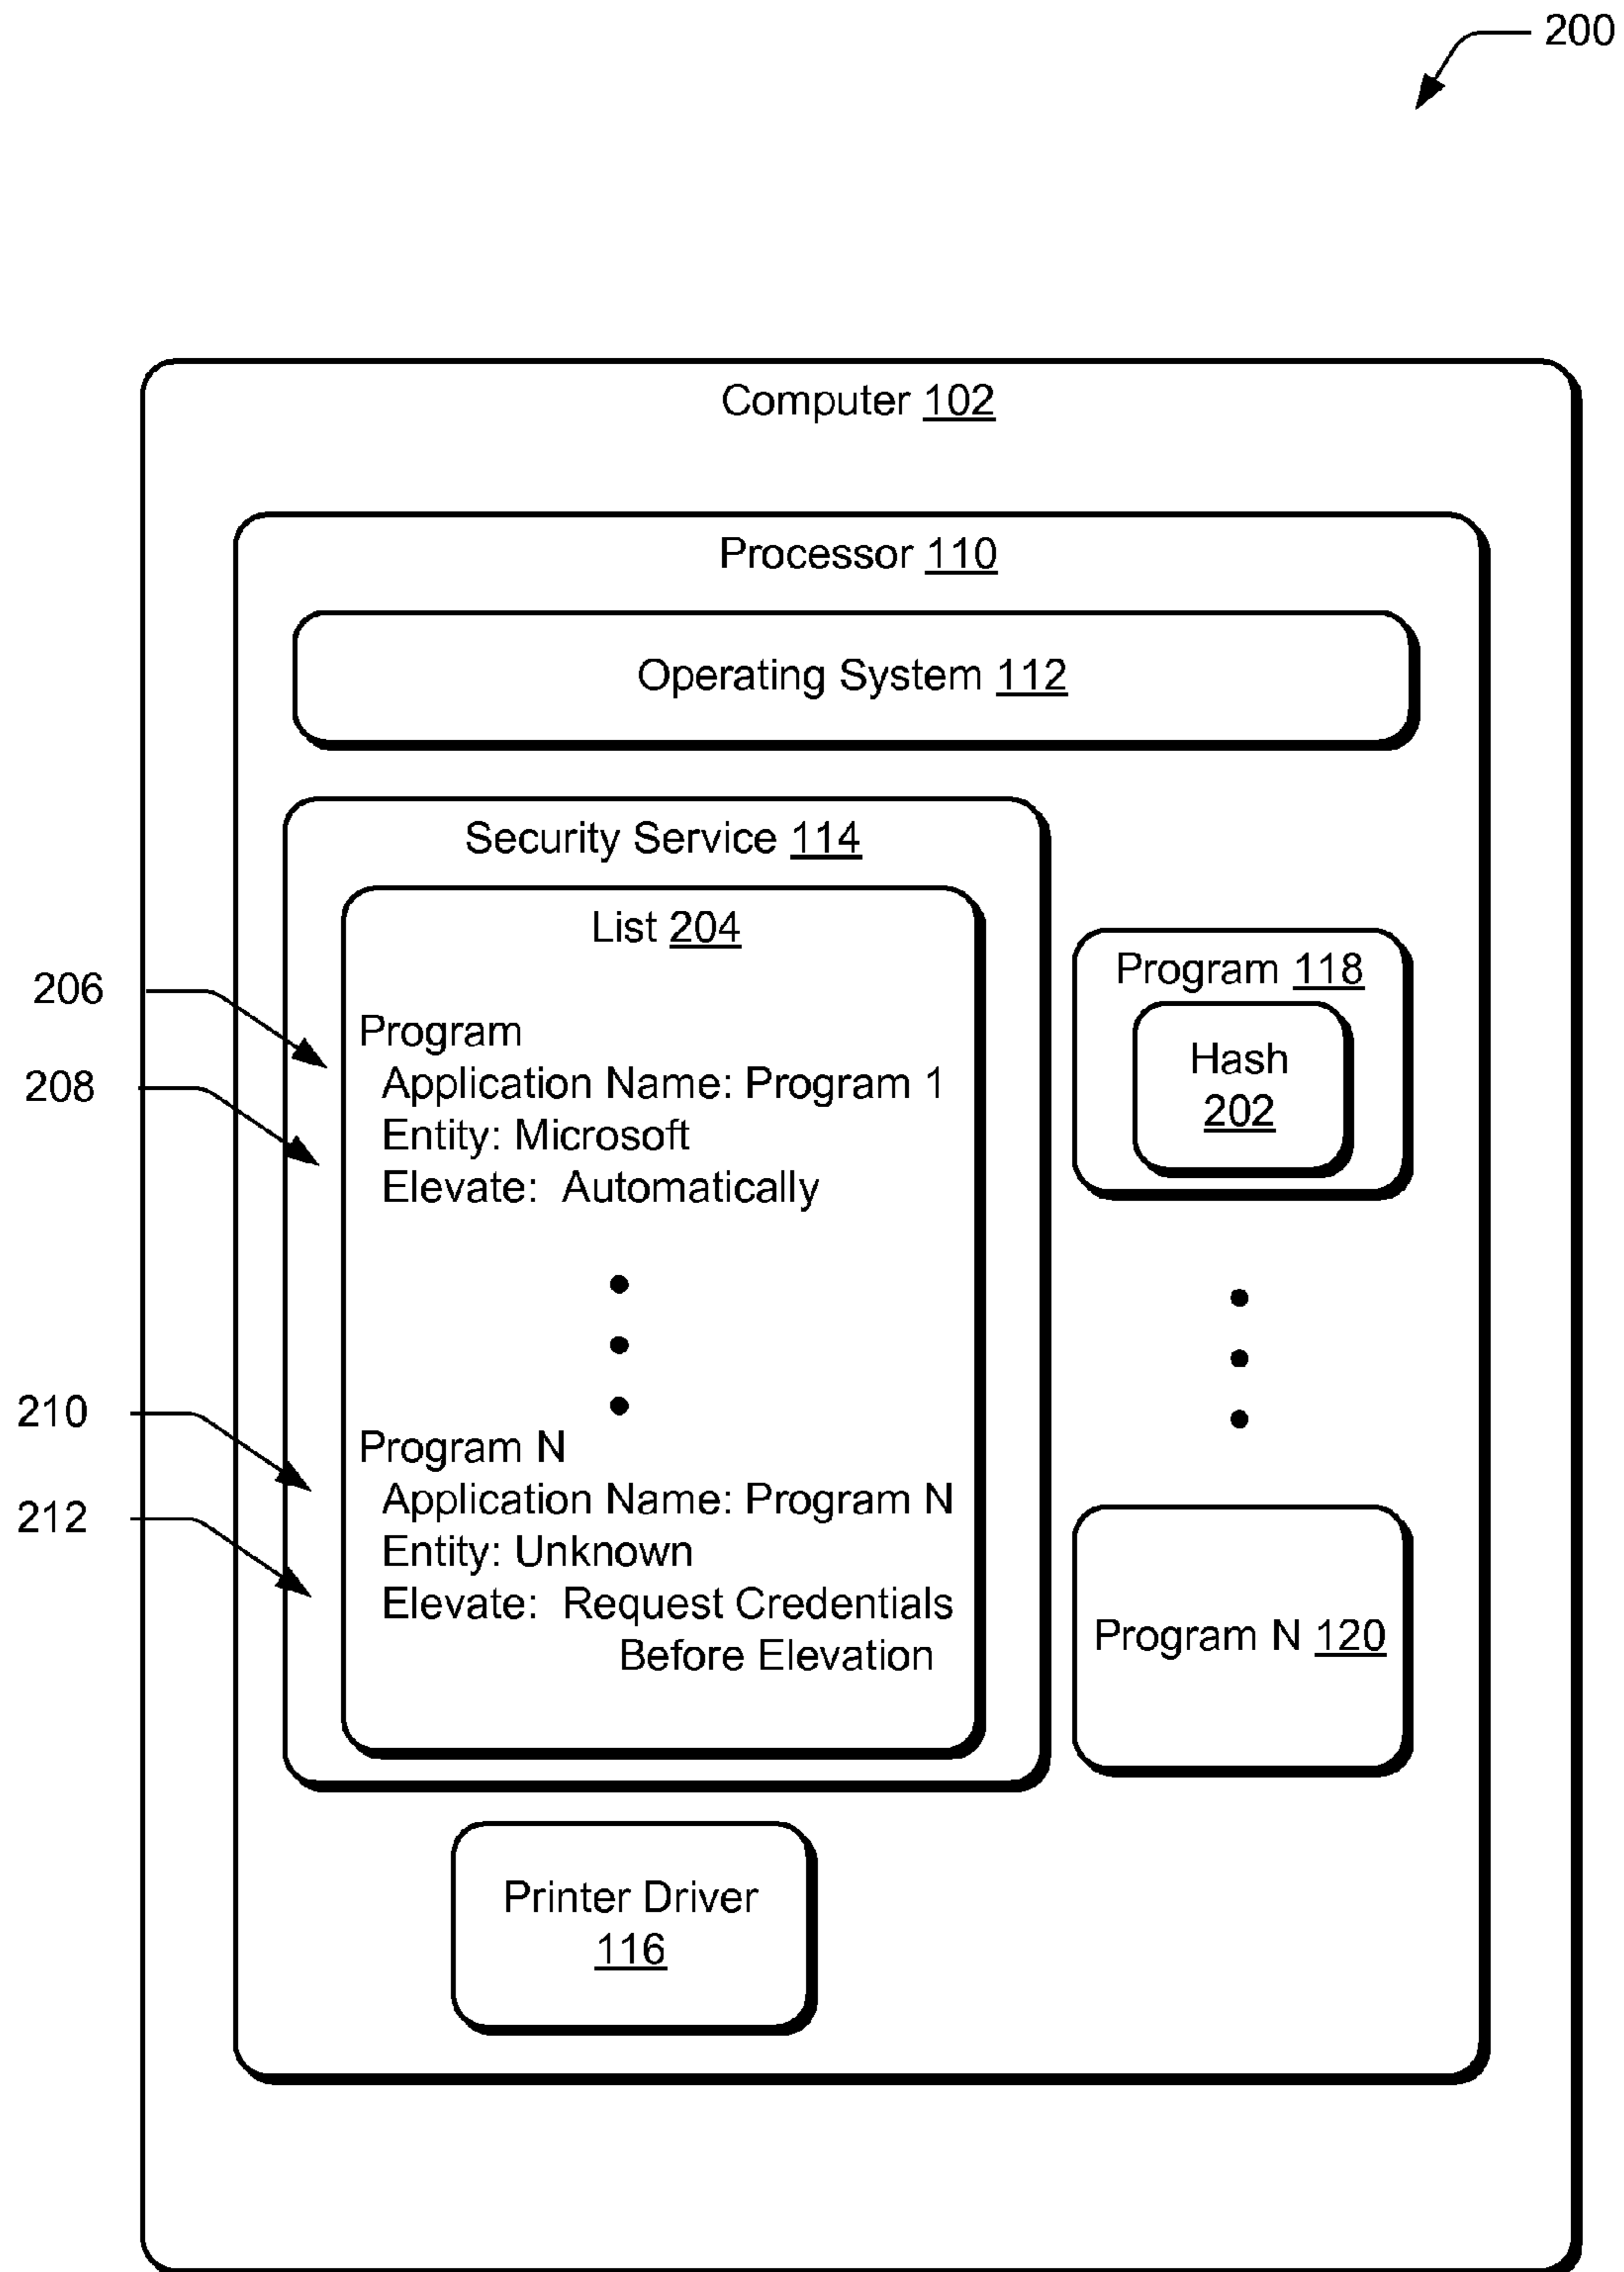 200
Computer 102
Processor 110
Operating System 112
Security Service 114
List 204
206
Program
Application Name: Program 1
208
Entity: Microsoft
Elevate: Automatically
210
Program N
Application Name: Program N
212
Entity: Unknown
Elevate: Request Credentials
Before Elevation
Program 118
Hash
202
Program N 120
Printer Driver
116